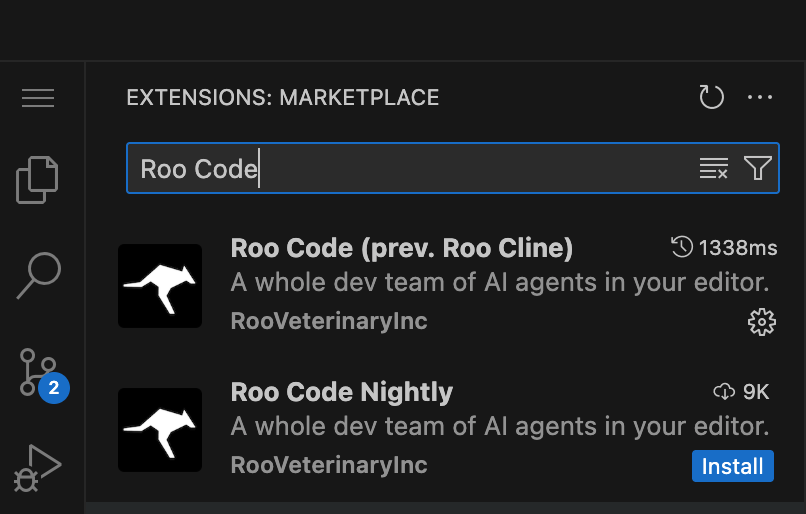 EXTENSIONS: MARKETPLACE
Roo Code
Roo Code (prev. Roo Cline)
1338ms
A whole dev team of AI agents in your editor.
RooVeterinaryInc
2
Roo Code Nightly
9K
A whole dev team of AI agents in your editor.
RooVeterinaryInc
Install